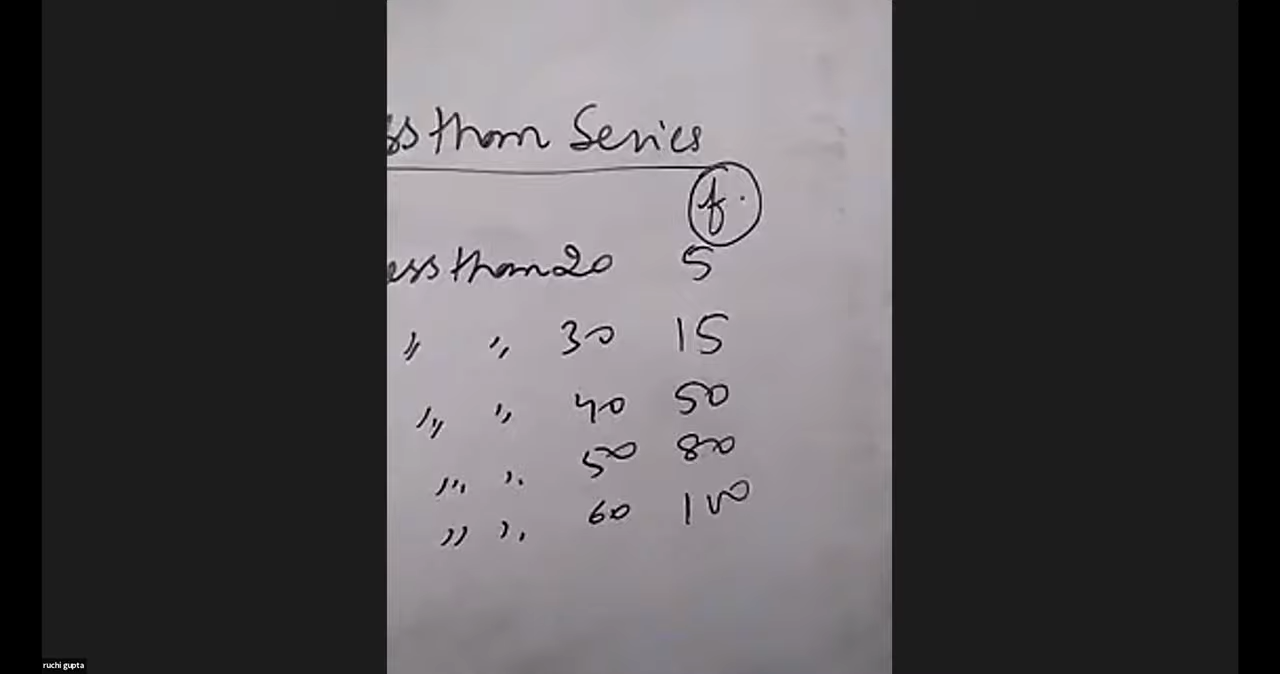 ss than Series
f.
ess than 20 5
" " 30 15
" " 40 50
" " 50 80
" " 60 100
ruchi gupta